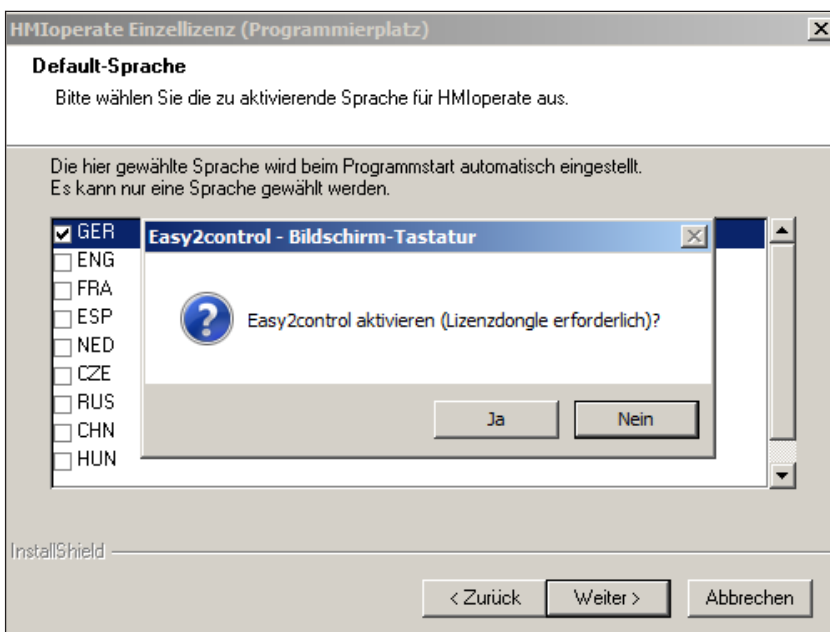 HMIoperate Einzellizenz (Programmierplatz)
Default-Sprache
Bitte wählen Sie die zu aktivierende Sprache für HMIoperate aus.
Die hier gewählte Sprache wird beim Programmstart automatisch eingestellt.
Es kann nur eine Sprache gewählt werden.
GER
ENG
FRA
ESP
NED
CZE
RUS
CHN
HUN
Easy2control - Bildschirm-Tastatur
Easy2control aktivieren (Lizenzdongle erforderlich)?
Ja
Nein
InstallShield
< Zurück
Weiter >
Abbrechen